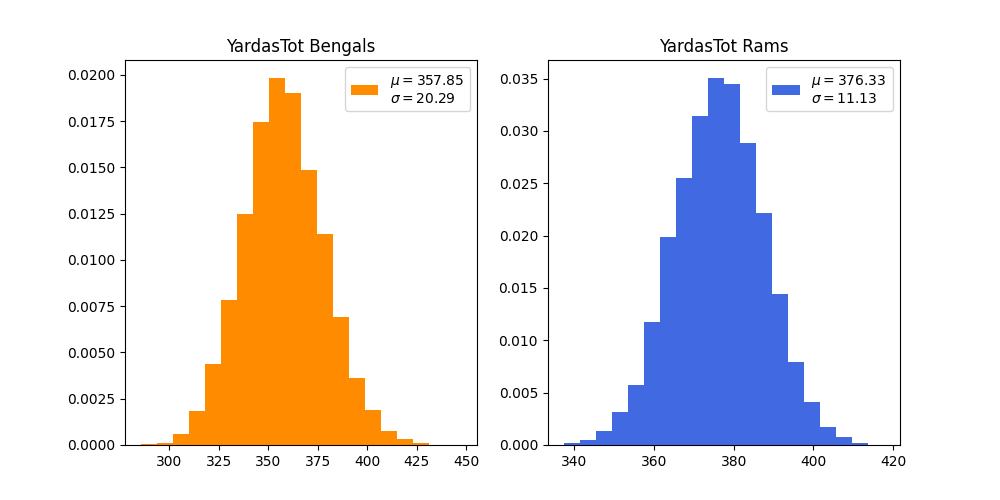 YardasTot Bengals
0.0200
0.0175
0.0150
0.0125
0.0100
0.0075
0.0050
0.0025
0.0000
300 325 350 375 400 425 450
μ = 357.85
σ = 20.29
YardasTot Rams
0.035
0.030
0.025
0.020
0.015
0.010
0.005
0.000
340 360 380 400 420
μ = 376.33
σ = 11.13